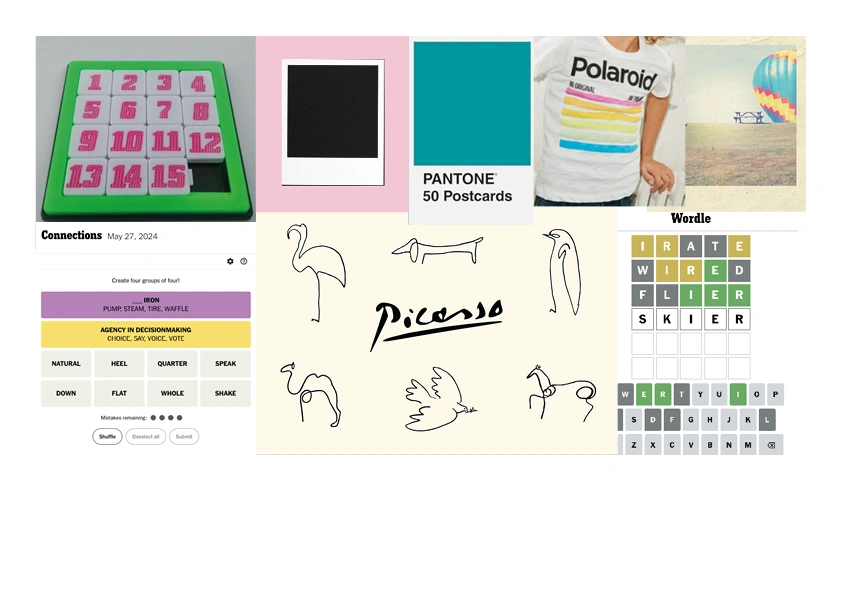 1 2 3 4
5 6 7 8
9 10 11 12
13 14 15
PANTONE®
50 Postcards
Polaroid
ORIGINAL
Connections May 27, 2024
Create four groups of four!
__ IRON
PUMP, STEAM, TIRE, WAFFLE
AGENCY IN DECISIONMAKING
CHOICE, SAY, VOICE, VOTE
NATURAL HEEL QUARTER SPEAK
DOWN FLAT WHOLE SHAKE
Mistakes remaining:
Shuffle Deselect all Submit
Picasso
Wordle
I R A T E
W I R E D
F L I E R
S K I E R
W E R T Y U I O P
S D F G H J K L
Z X C V B N M